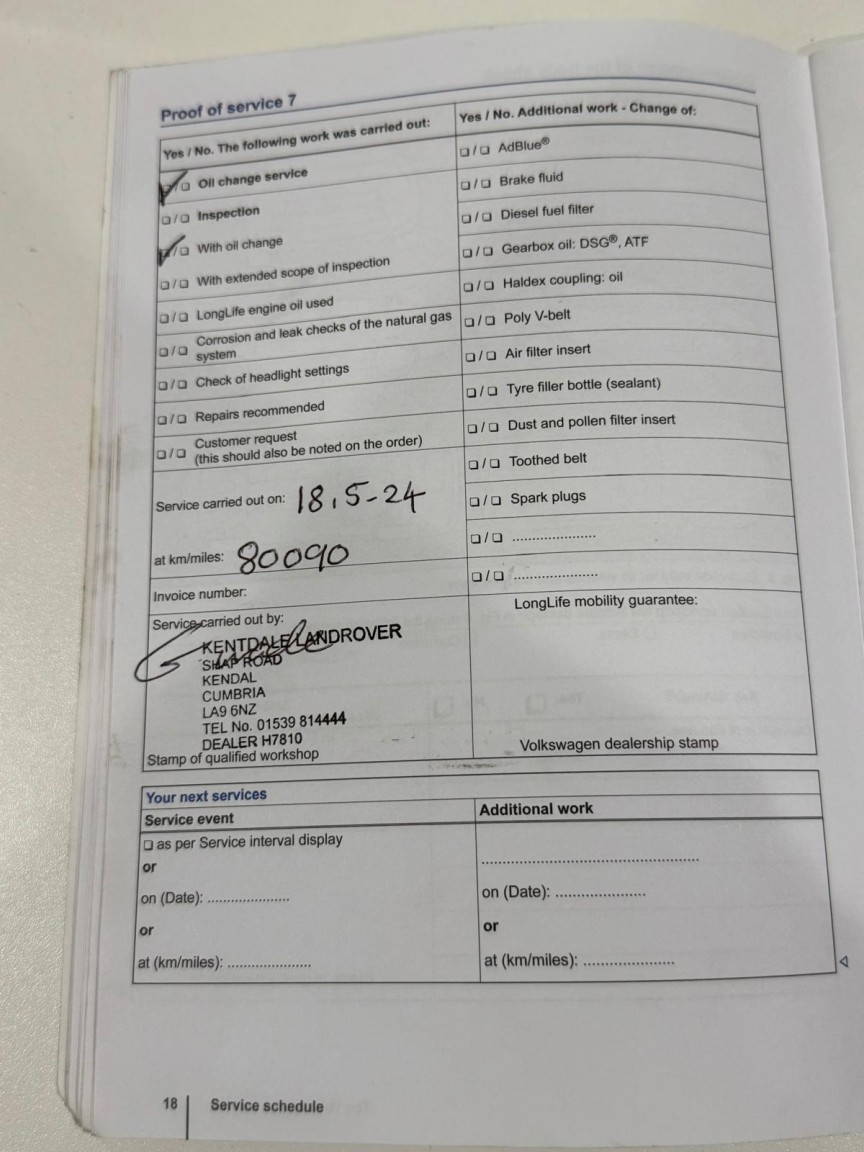 Proof of service 7
Yes / No. The following work was carried out:
❏/❏ Oil change service
❏/❏ Inspection
❏/❏ With oil change
❏/❏ With extended scope of inspection
❏/❏ LongLife engine oil used
❏/❏ Corrosion and leak checks of the natural gas
system
❏/❏ Check of headlight settings
❏/❏ Repairs recommended
❏/❏ Customer request
(this should also be noted on the order)
Service carried out on: 18.5-24
at km/miles: 80090
Invoice number:
Service carried out by:
KENTDALE LANDROVER
SHAP ROAD
KENDAL
CUMBRIA
LA9 6NZ
TEL No. 01539 814444
DEALER H7810
Stamp of qualified workshop
Yes / No. Additional work - Change of:
❏/❏ AdBlue®
❏/❏ Brake fluid
❏/❏ Diesel fuel filter
❏/❏ Gearbox oil: DSG®, ATF
❏/❏ Haldex coupling: oil
❏/❏ Poly V-belt
❏/❏ Air filter insert
❏/❏ Tyre filler bottle (sealant)
❏/❏ Dust and pollen filter insert
❏/❏ Toothed belt
❏/❏ Spark plugs
❏/❏ .....................
❏/❏ .....................
LongLife mobility guarantee:
Volkswagen dealership stamp
Your next services
Service event
❏ as per Service interval display
or
on (Date): .....................
or
at (km/miles): .....................
Additional work
.......................................................
on (Date): .....................
or
at (km/miles): .....................
18 Service schedule